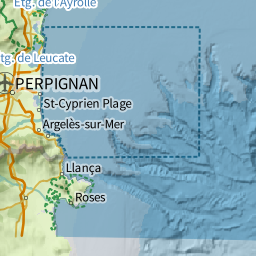 Etg. de l'Ayrolle
Etg. de Leucate
PERPIGNAN
St-Cyprien Plage
Argelès-sur-Mer
Llança
Roses